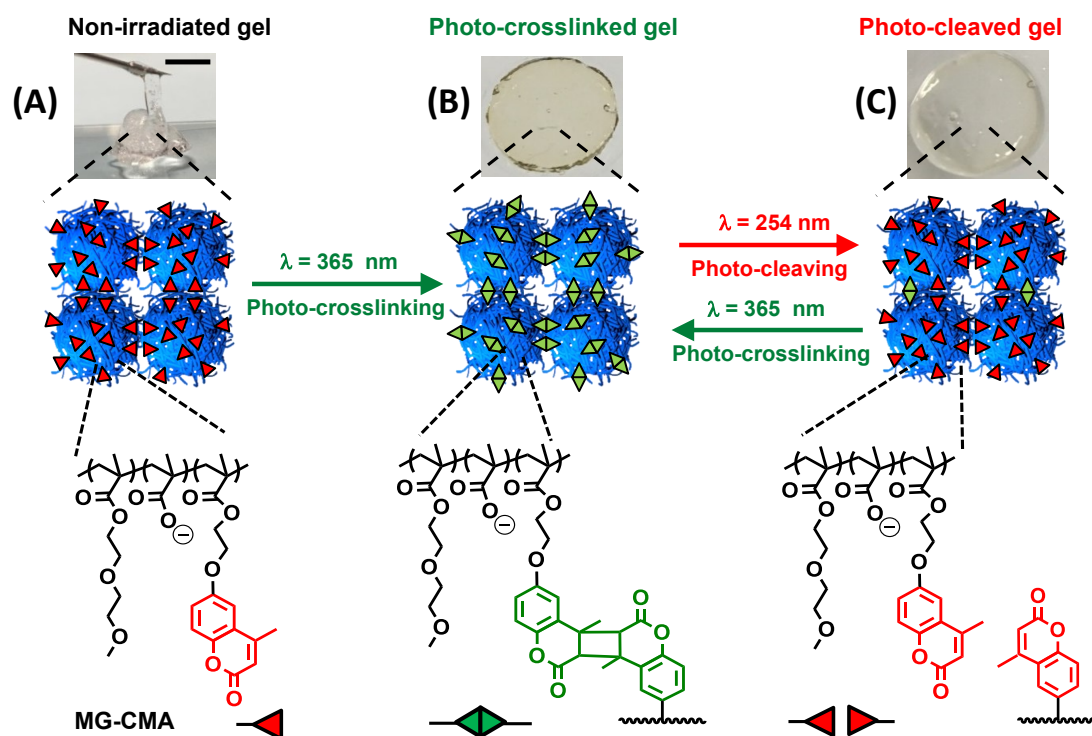 Non-irradiated gel
Photo-crosslinked gel
Photo-cleaved gel
(A)
(B)
(C)
λ = 365 nm
Photo-crosslinking
λ = 254 nm
Photo-cleaving
λ = 365 nm
Photo-crosslinking
O O O
O O O
O
O
O
O
O
O
O O O
O O O
O
O
O
O
O
O
O
O
O O O
O O O
O
O
O
O
O
O
O
O
MG-CMA